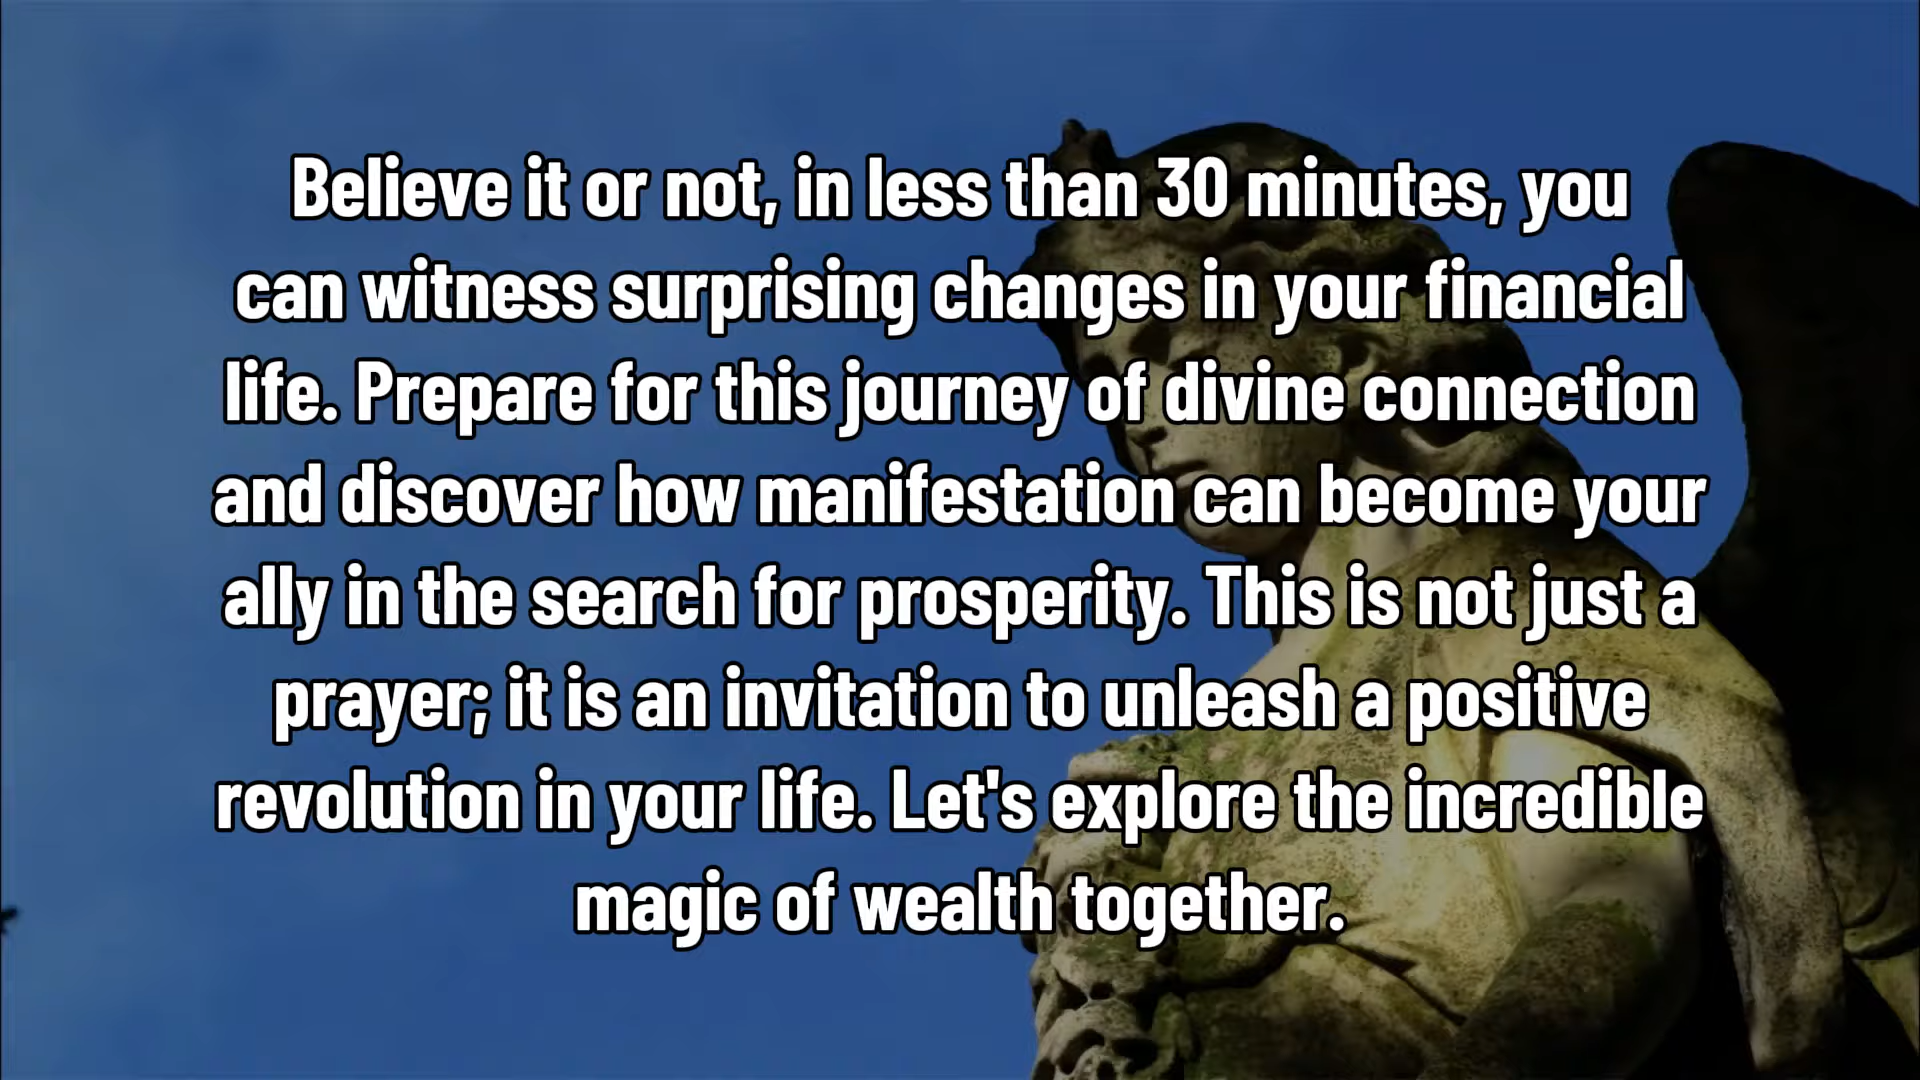 Believe it or not, in less than 30 minutes, you
can witness surprising changes in your financial
life. Prepare for this journey of divine connection
and discover how manifestation can become your
ally in the search for prosperity. This is not just a
prayer; it is an invitation to unleash a positive
revolution in your life. Let's explore the incredible
magic of wealth together.